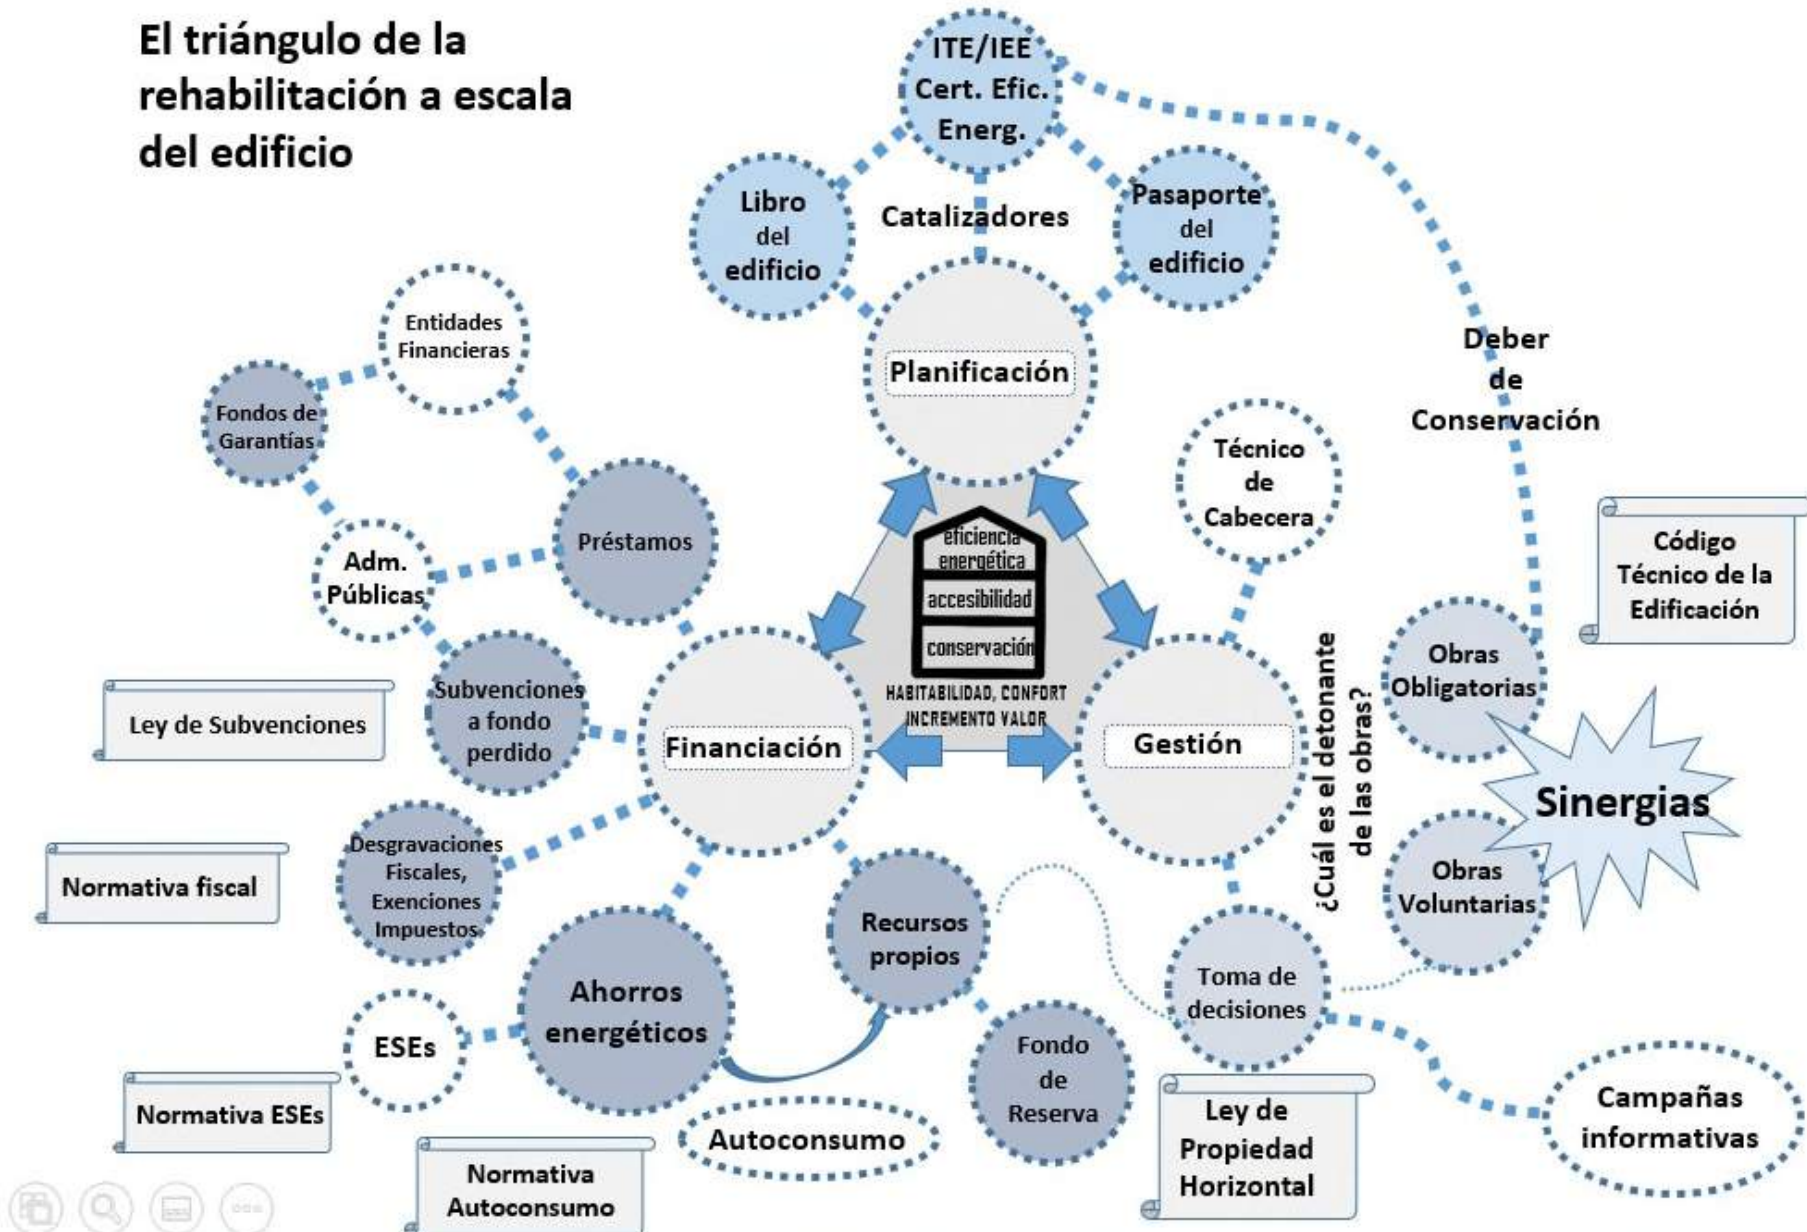 El triángulo de la
rehabilitación a escala
del edificio
ITE/IEE
Cert. Efic.
Energ.
Libro
del
edificio
Catalizadores
Pasaporte
del
edificio
Planificación
Deber
de
Conservación
Entidades
Financieras
Fondos de
Garantías
Préstamos
Adm.
Públicas
Subvenciones
a fondo
perdido
Ley de Subvenciones
Técnico
de
Cabecera
Código
Técnico de la
Edificación
eficiencia
energética
accesibilidad
conservación
HABITABILIDAD, CONFORT
INCREMENTO VALOR
Financiación
Gestión
¿Cuál es el detonante
de las obras?
Obras
Obligatorias
Sinergias
Obras
Voluntarias
Desgravaciones
Fiscales,
Exenciones
Impuestos
Normativa fiscal
Ahorros
energéticos
Recursos
propios
Toma de
decisiones
ESEs
Normativa ESEs
Fondo
de
Reserva
Autoconsumo
Normativa
Autoconsumo
Ley de
Propiedad
Horizontal
Campañas
informativas